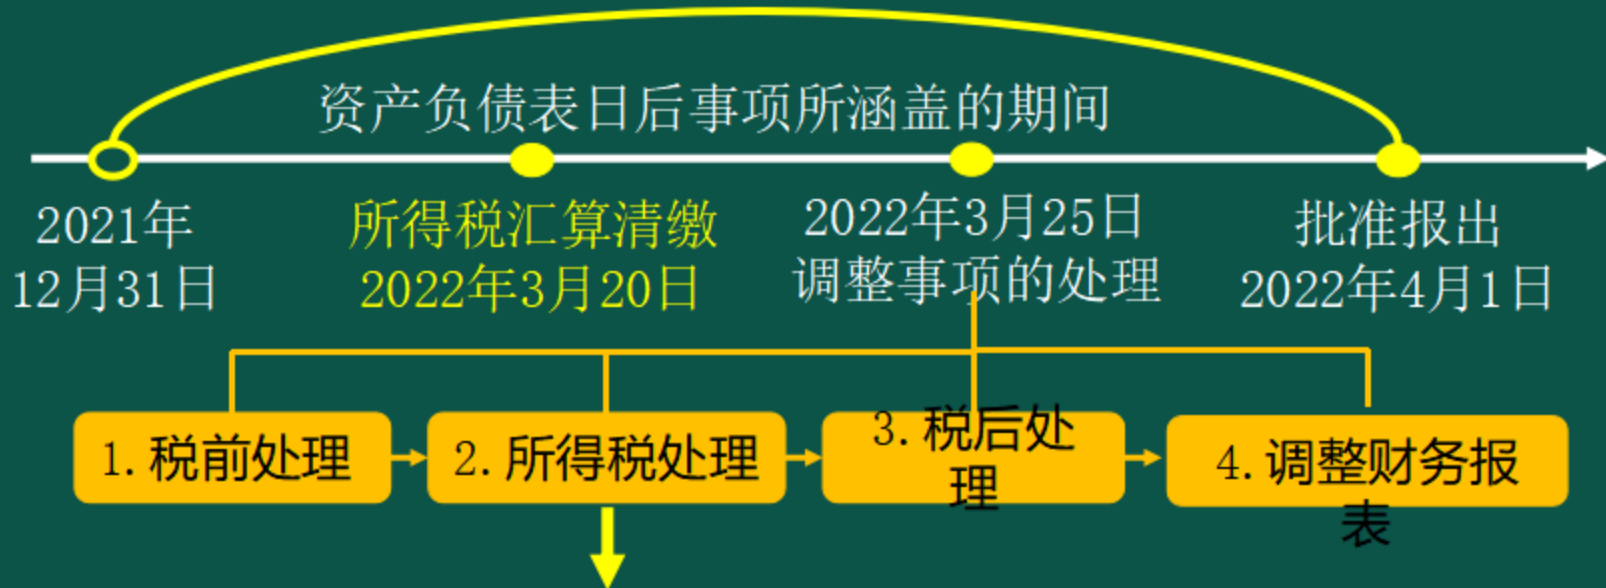 资产负债表日后事项所涵盖的期间
2021年
12月31日
所得税汇算清缴
2022年3月20日
2022年3月25日
调整事项的处理
批准报出
2022年4月1日
1.税前处理
2.所得税处理
3.税后处
理
4.调整财务报
表